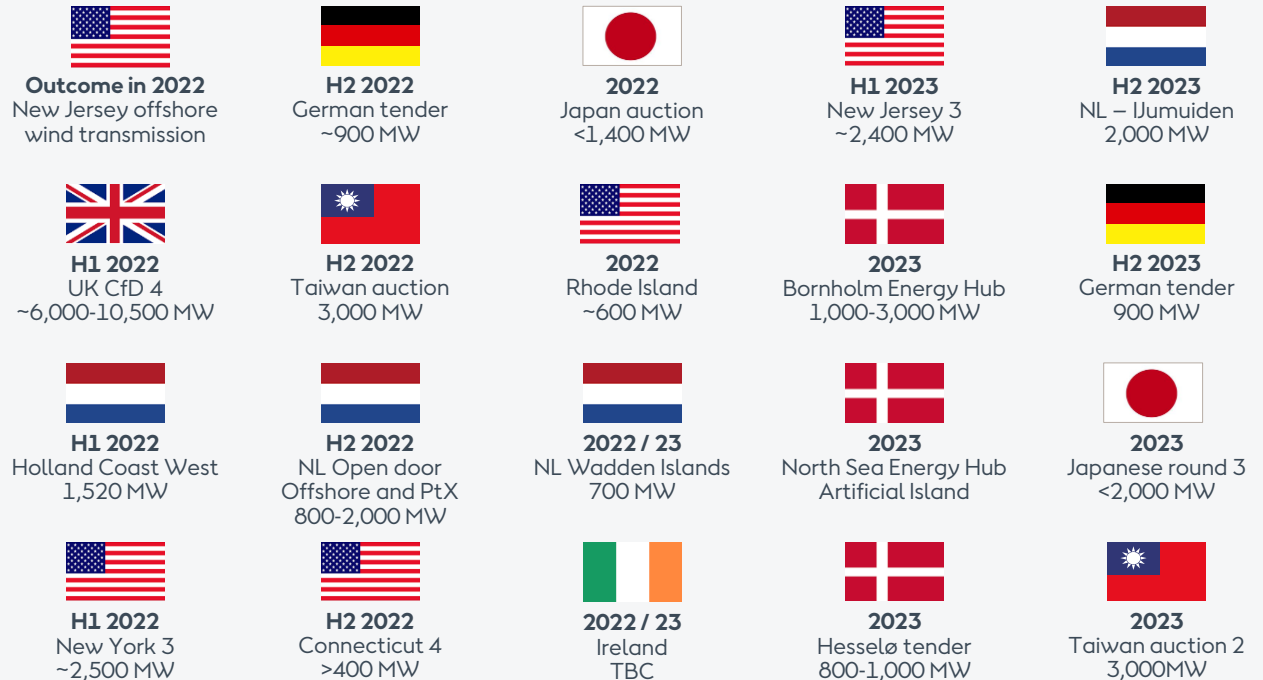 Outcome in 2022
New Jersey offshore
wind transmission
H1 2022
UK CfD 4
~6,000-10,500 MW
H1 2022
Holland Coast West
1,520 MW
H1 2022
New York 3
~2,500 MW
H2 2022
German tender
~900 MW
H2 2022
Taiwan auction
3,000 MW
H2 2022
NL Open door
Offshore and PtX
800-2,000 MW
H2 2022
Connecticut 4
>400 MW
2022
Japan auction
<1,400 MW
2022
Rhode Island
~600 MW
2022 / 23
NL Wadden Islands
700 MW
2022 / 23
Ireland
TBC
H1 2023
New Jersey 3
~2,400 MW
2023
Bornholm Energy Hub
1,000-3,000 MW
2023
North Sea Energy Hub
Artificial Island
2023
Hesselø tender
800-1,000 MW
H2 2023
NL – IJumuiden
2,000 MW
H2 2023
German tender
900 MW
2023
Japanese round 3
<2,000 MW
2023
Taiwan auction 2
3,000MW